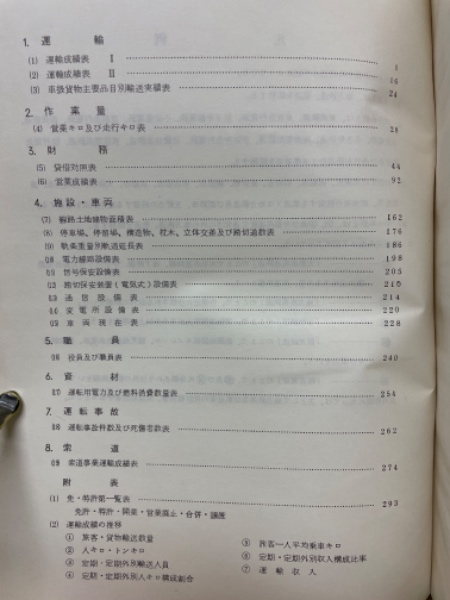 1. 運輸
(1) 運輸成績表 Ⅰ 1
(2) 運輸成績表 Ⅱ 16
(3) 車扱貨物主要品目別輸送実績表 24
2. 作業量
(4) 営業キロ及び走行キロ表 28
3. 財務
(5) 貸借対照表 44
(6) 営業成績表 92
4. 施設・車両
(7) 線路土地建物面積表 162
(8) 停車場、停留場、構造物、枕木、立体交差及び踏切道数表 176
(9) 軌条重量別軌道延長表 186
(10) 電力線路設備表 198
(11) 信号保安設備表 205
(12) 踏切保安装置(電気式)設備表 210
(13) 通信設備表 214
(14) 変電所設備表 220
(15) 車両現在表 228
5. 職員
(16) 役員及び職員表 240
6. 資材
(17) 運転用電力及び燃料消費数量表 254
7. 運転事故
(18) 運転事故件数及び死傷者数表 262
8. 索道
(19) 索道事業運輸成績表 274
附表
(1) 免・特許第一覧表 293
免許・特許・開業・営業廃止・合併・譲渡
(2) 運輸成績の推移
① 旅客・貨物輸送数量
② 人キロ・トンキロ
③ 定期・定期外別輸送人員
④ 定期・定期外別人キロ構成割合
⑤ 旅客一人平均乗車キロ
⑥ 定期・定期外別収入構成比率
⑦ 運輸収入